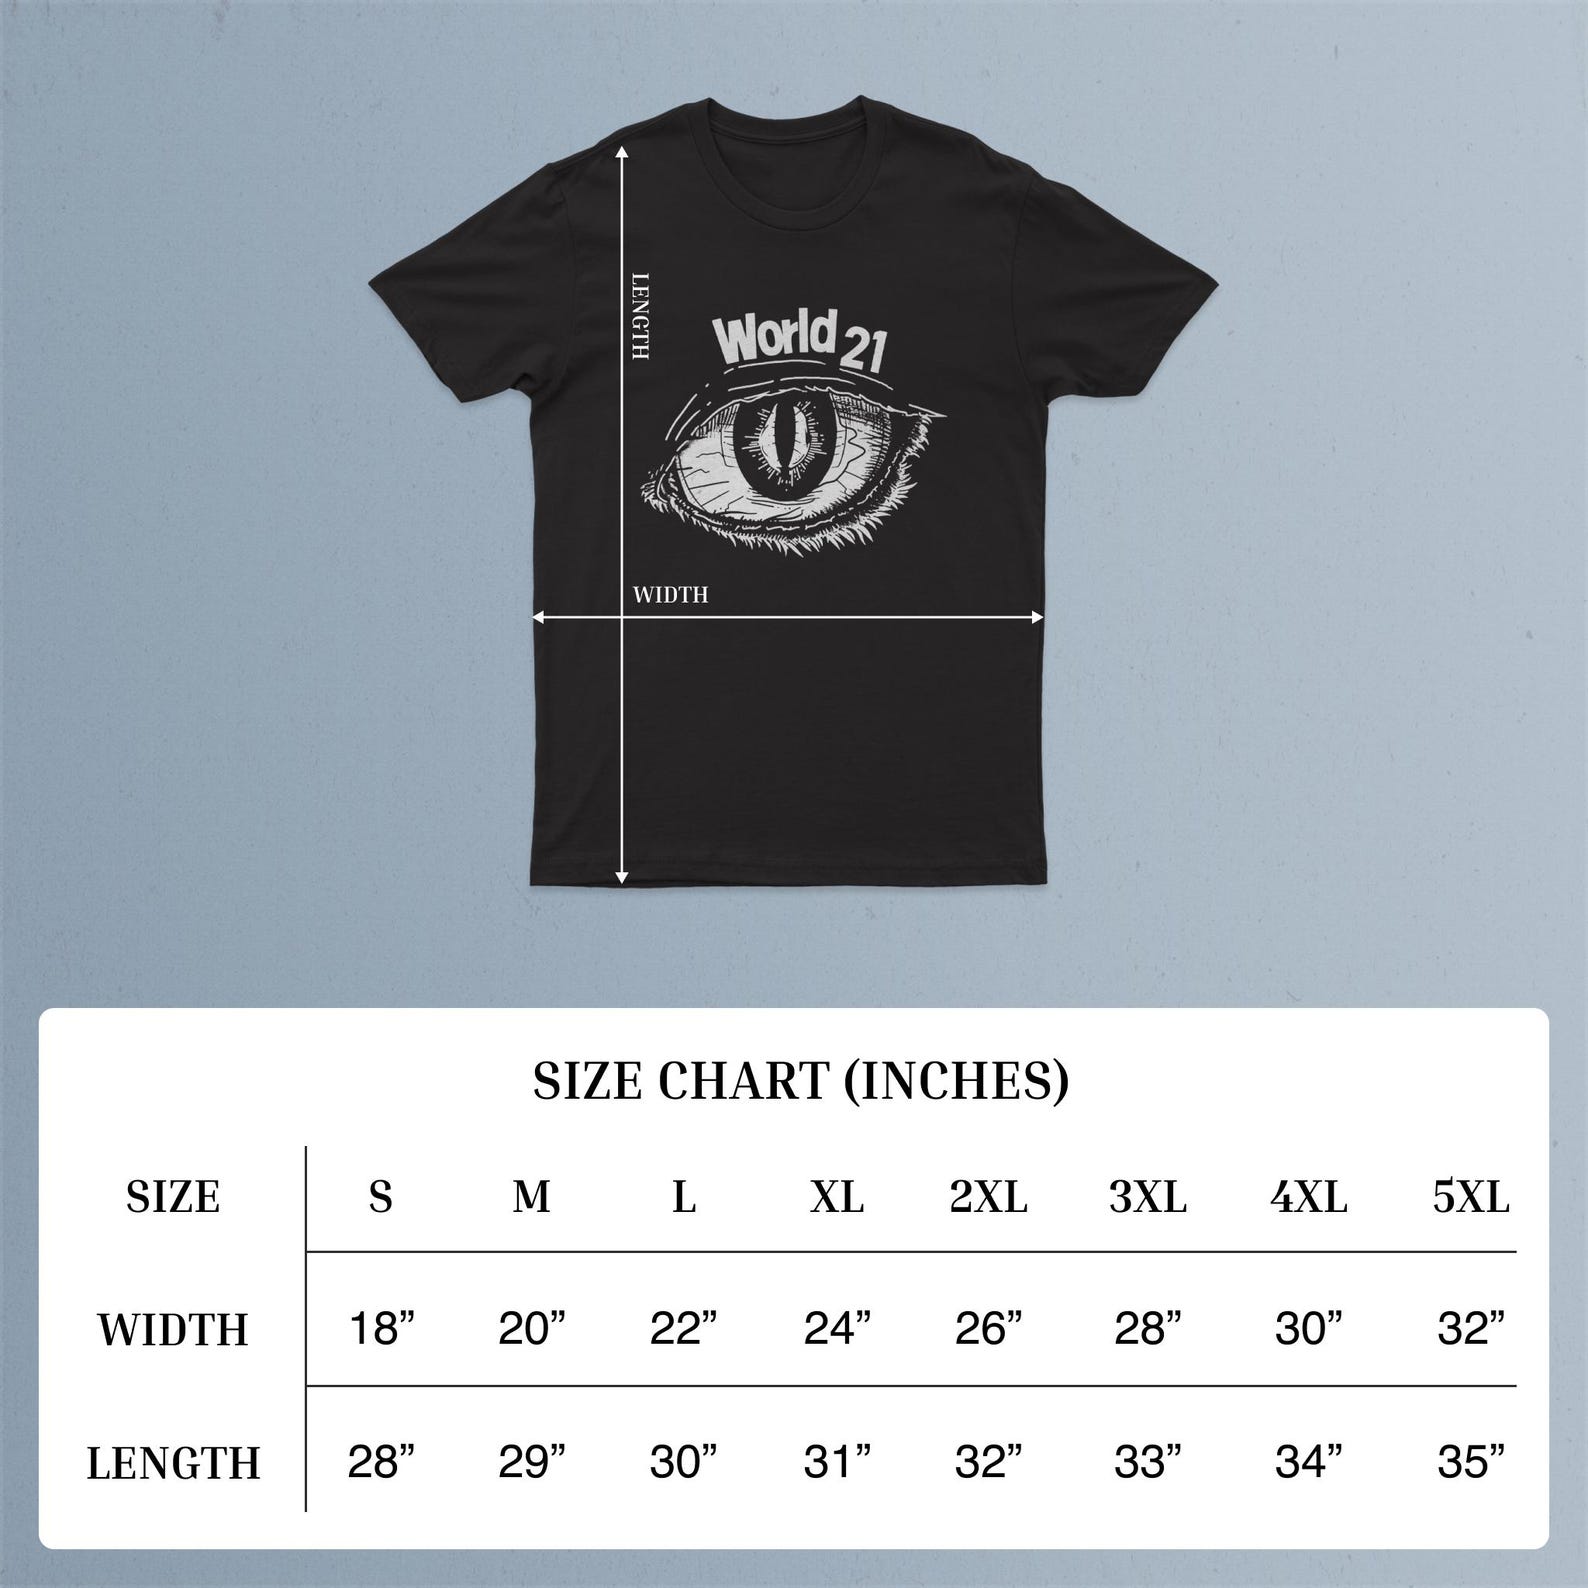 World 21
LENGTH
WIDTH
SIZE CHART (INCHES)
SIZE S M L XL 2XL 3XL 4XL 5XL
WIDTH 18” 20” 22” 24” 26” 28” 30” 32”
LENGTH 28” 29” 30” 31” 32” 33” 34” 35”